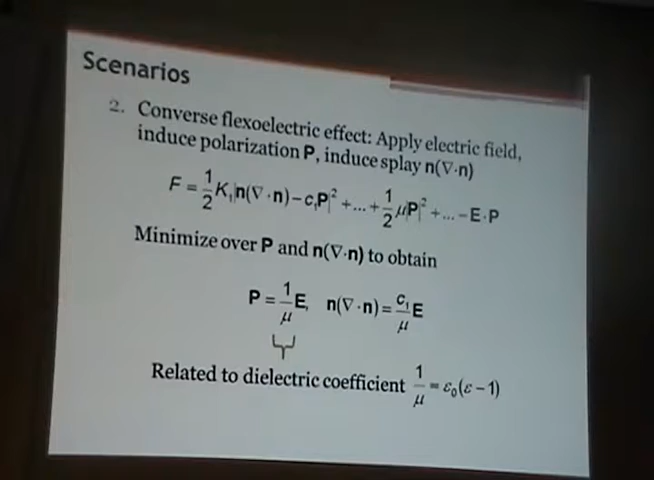 Scenarios
2. Converse flexoelectric effect: Apply electric field,
induce polarization P, induce splay n(∇·n)
F = 1/2 K₁|n(∇·n) − c₁P|² + ... + 1/2 μ|P|² + ... − E·P
Minimize over P and n(∇·n) to obtain
P = 1/μ E, n(∇·n) = c₁/μ E
Related to dielectric coefficient 1/μ = ε₀(ε − 1)